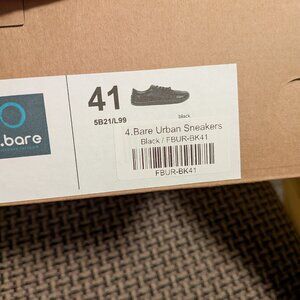 .bare
41
5B21/L99
black
4.Bare Urban Sneakers
Black / FBUR-BK41
FBUR-BK41